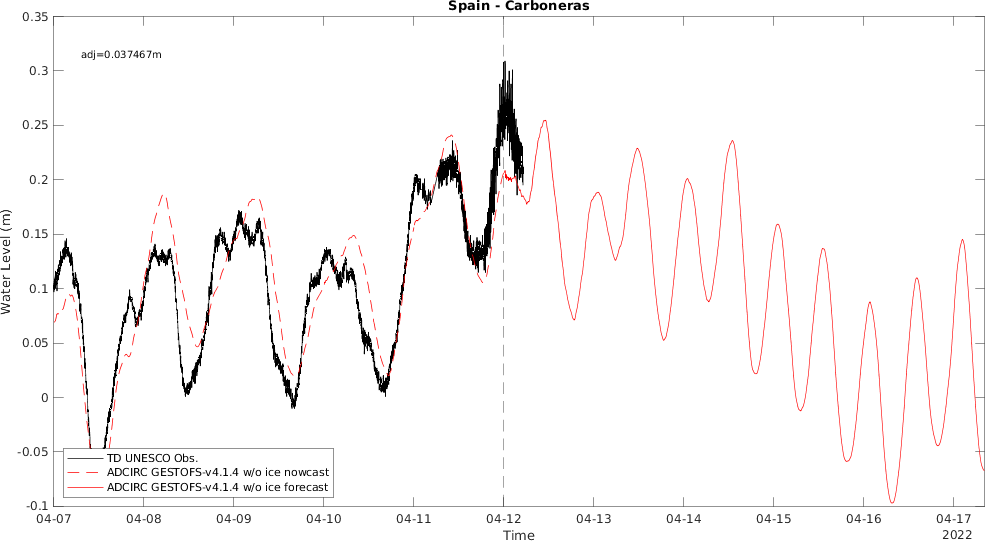 Spain - Carboneras
adj=0.037467m
0.35
0.3
0.25
0.2
0.15
0.1
0.05
0
-0.05
-0.1
Water Level (m)
TD UNESCO Obs.
ADCIRC GESTOFS-v4.1.4 w/o ice nowcast
ADCIRC GESTOFS-v4.1.4 w/o ice forecast
04-07 04-08 04-09 04-10 04-11 04-12 04-13 04-14 04-15 04-16 04-17
Time
2022